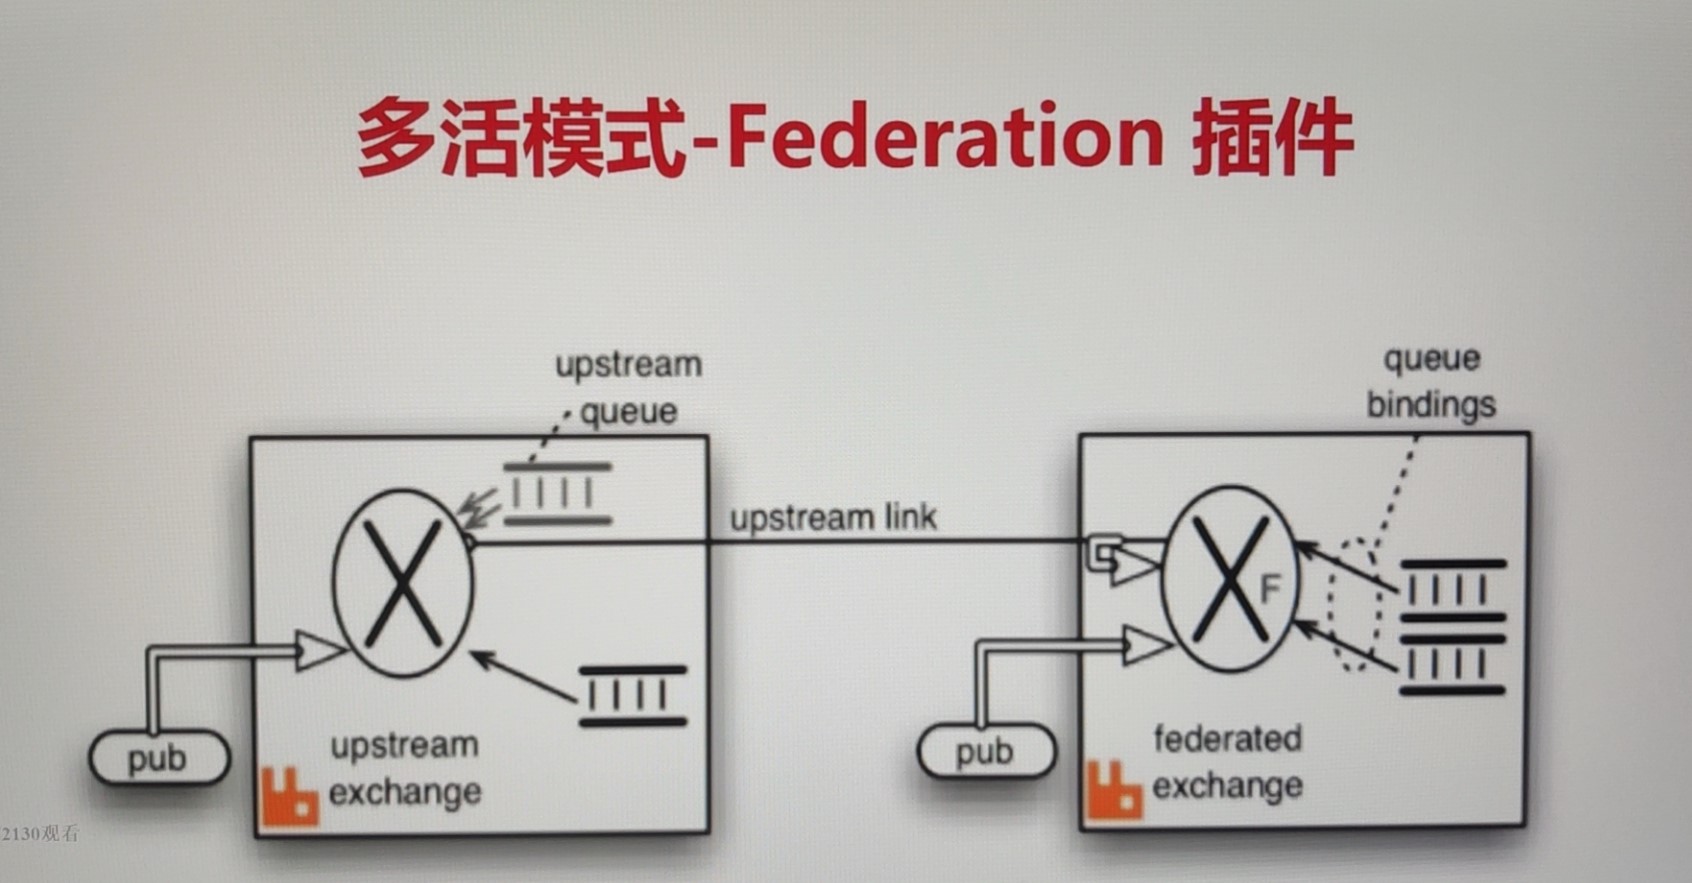 多活模式-Federation 插件
upstream
queue
queue
bindings
upstream link
F
pub
upstream
exchange
pub
federated
exchange
2130观看